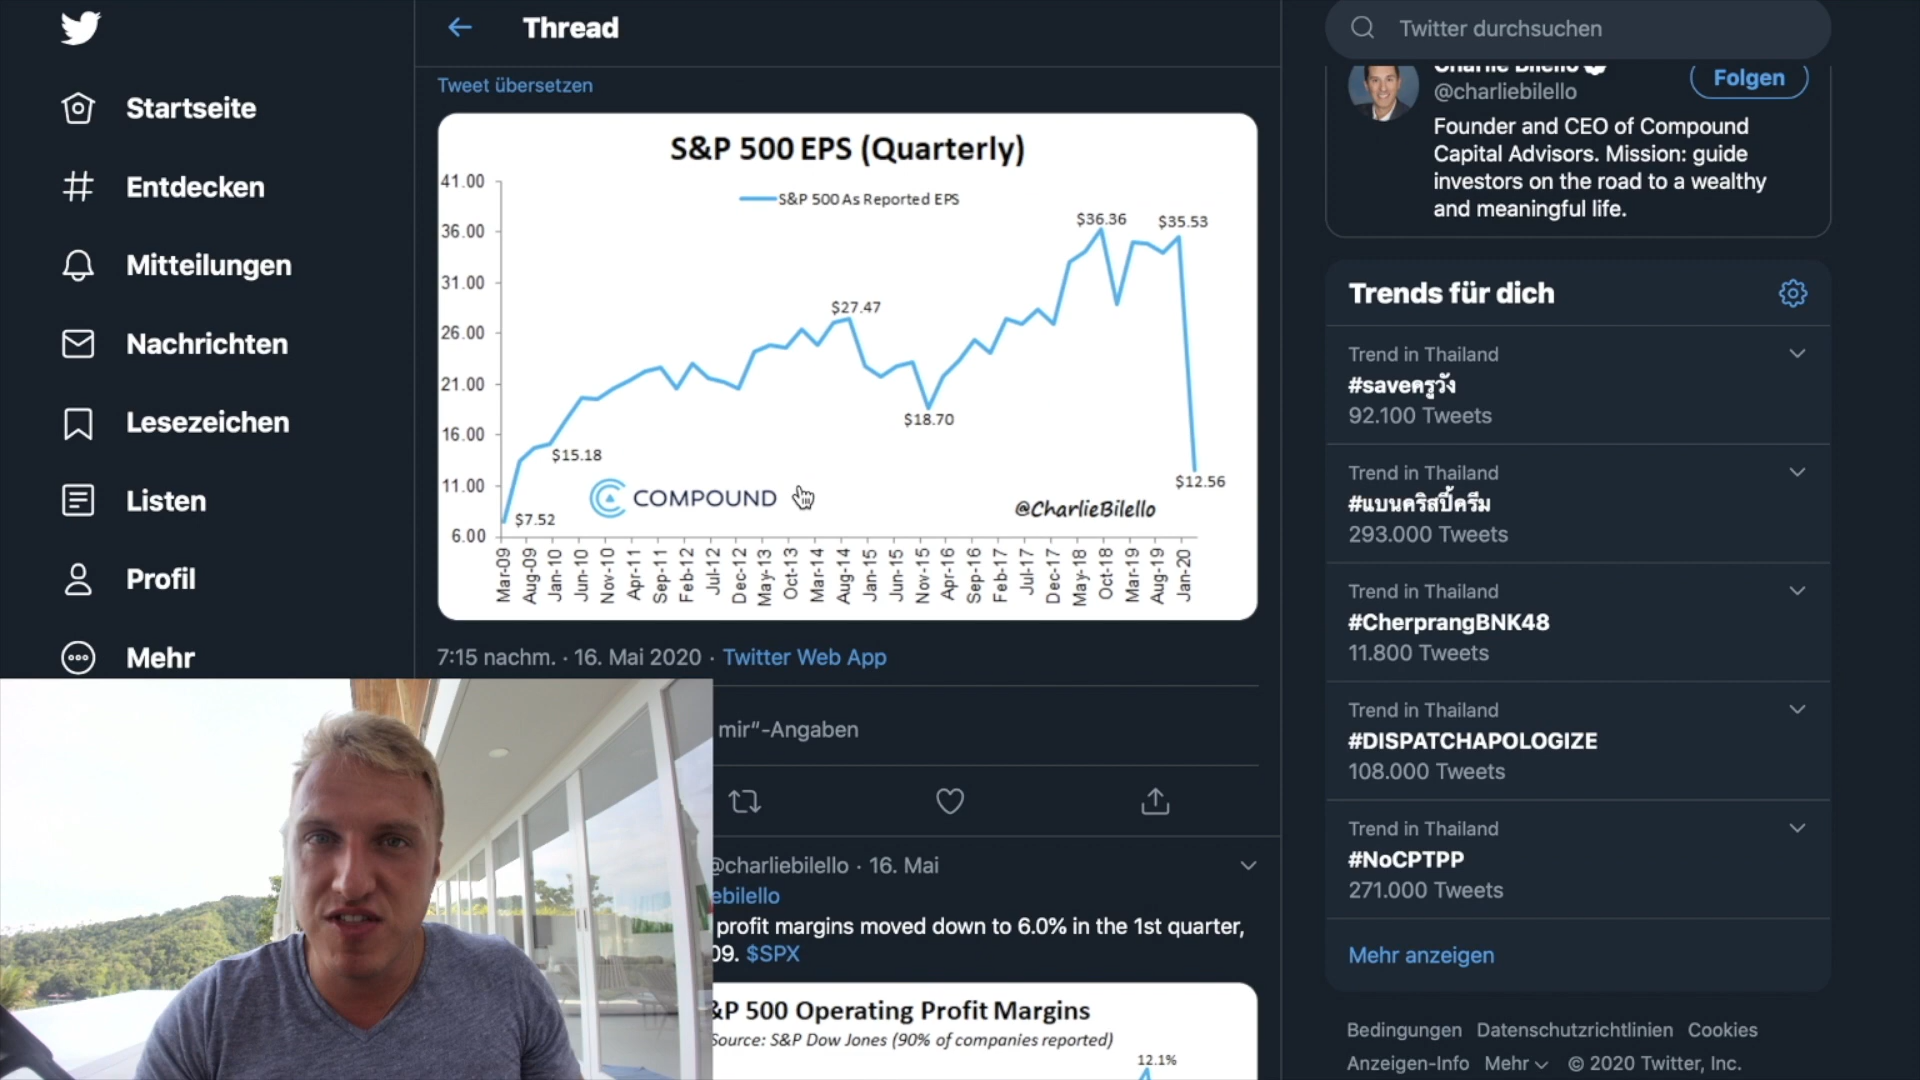 Startseite
Entdecken
Mitteilungen
Nachrichten
Lesezeichen
Listen
Profil
Mehr
Thread
Tweet übersetzen
S&P 500 EPS (Quarterly)
S&P 500 As Reported EPS
41.00
36.00
31.00
26.00
21.00
16.00
11.00
6.00
$7.52
$15.18
$27.47
$18.70
$36.36
$35.53
$12.56
COMPOUND
@CharlieBilello
Mar-09
Aug-09
Jan-10
Jun-10
Nov-10
Apr-11
Sep-11
Feb-12
Jul-12
Dec-12
May-13
Oct-13
Mar-14
Aug-14
Jan-15
Jun-15
Nov-15
Apr-16
Sep-16
Feb-17
Jul-17
Dec-17
May-18
Oct-18
Mar-19
Aug-19
Jan-20
7:15 nachm. · 16. Mai 2020 · Twitter Web App
mir“-Angaben
@charliebilello · 16. Mai
ebilello
profit margins moved down to 6.0% in the 1st quarter,
09. $SPX
&P 500 Operating Profit Margins
Source: S&P Dow Jones (90% of companies reported)
12.1%
Twitter durchsuchen
Charlie Bilello
@charliebilello
Folgen
Founder and CEO of Compound
Capital Advisors. Mission: guide
investors on the road to a wealthy
and meaningful life.
Trends für dich
Trend in Thailand
#saveครูวัง
92.100 Tweets
Trend in Thailand
#แบนคริสปี้ครีม
293.000 Tweets
Trend in Thailand
#CherprangBNK48
11.800 Tweets
Trend in Thailand
#DISPATCHAPOLOGIZE
108.000 Tweets
Trend in Thailand
#NoCPTPP
271.000 Tweets
Mehr anzeigen
Bedingungen Datenschutzrichtlinien Cookies
Anzeigen-Info Mehr © 2020 Twitter, Inc.